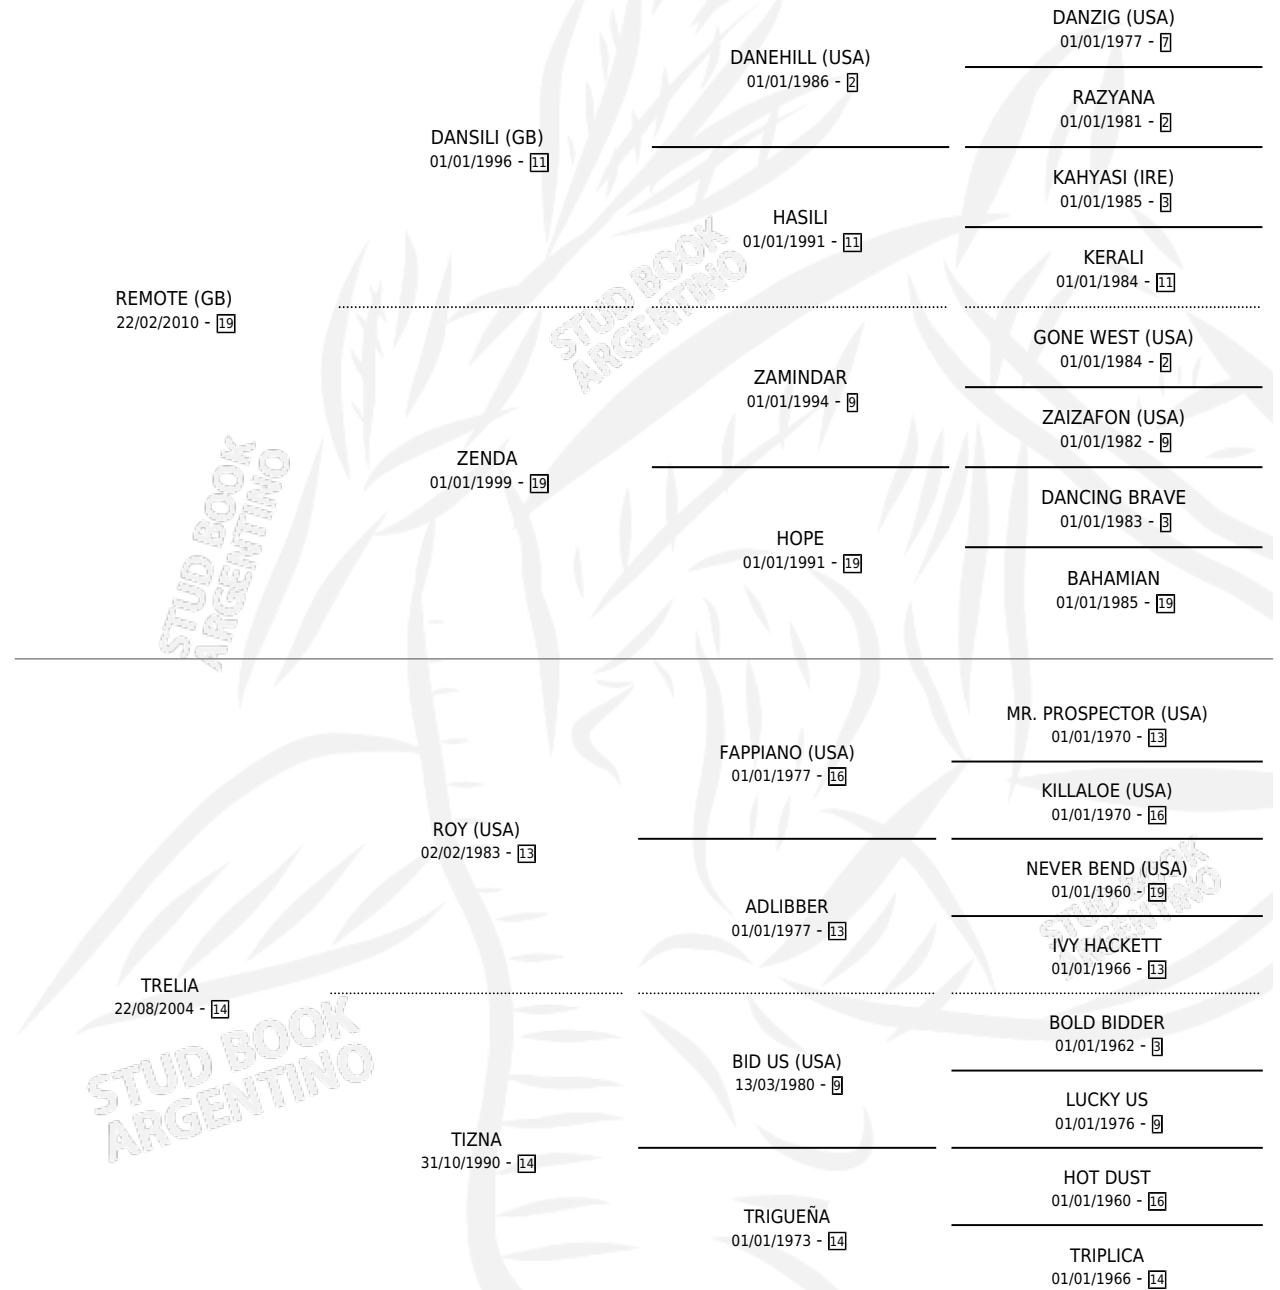 DANZIG (USA)
01/01/1977 - 7
DANEHILL (USA)
01/01/1986 - 2
RAZYANA
01/01/1981 - 2
DANSILI (GB)
01/01/1996 - 11
KAHYASI (IRE)
01/01/1985 - 3
HASILI
01/01/1991 - 11
KERALI
01/01/1984 - 11
REMOTE (GB)
22/02/2010 - 19
STUD BOOK
ARGENTINO
GONE WEST (USA)
01/01/1984 - 2
ZAMINDAR
01/01/1994 - 9
ZAIZAFON (USA)
01/01/1982 - 9
ZENDA
01/01/1999 - 19
DANCING BRAVE
01/01/1983 - 3
HOPE
01/01/1991 - 19
BAHAMIAN
01/01/1985 - 19
STUD BOOK
ARGENTINO
MR. PROSPECTOR (USA)
01/01/1970 - 13
FAPPIANO (USA)
01/01/1977 - 16
KILLALOE (USA)
01/01/1970 - 16
ROY (USA)
02/02/1983 - 13
NEVER BEND (USA)
01/01/1960 - 19
ADLIBBER
01/01/1977 - 13
IVY HACKETT
01/01/1966 - 13
STUD BOOK
ARGENTINO
TRELIA
22/08/2004 - 14
BOLD BIDDER
01/01/1962 - 3
BID US (USA)
13/03/1980 - 9
LUCKY US
01/01/1976 - 9
STUD BOOK
ARGENTINO
TIZNA
31/10/1990 - 14
HOT DUST
01/01/1960 - 16
TRIGUEÑA
01/01/1973 - 14
TRIPLICA
01/01/1966 - 14